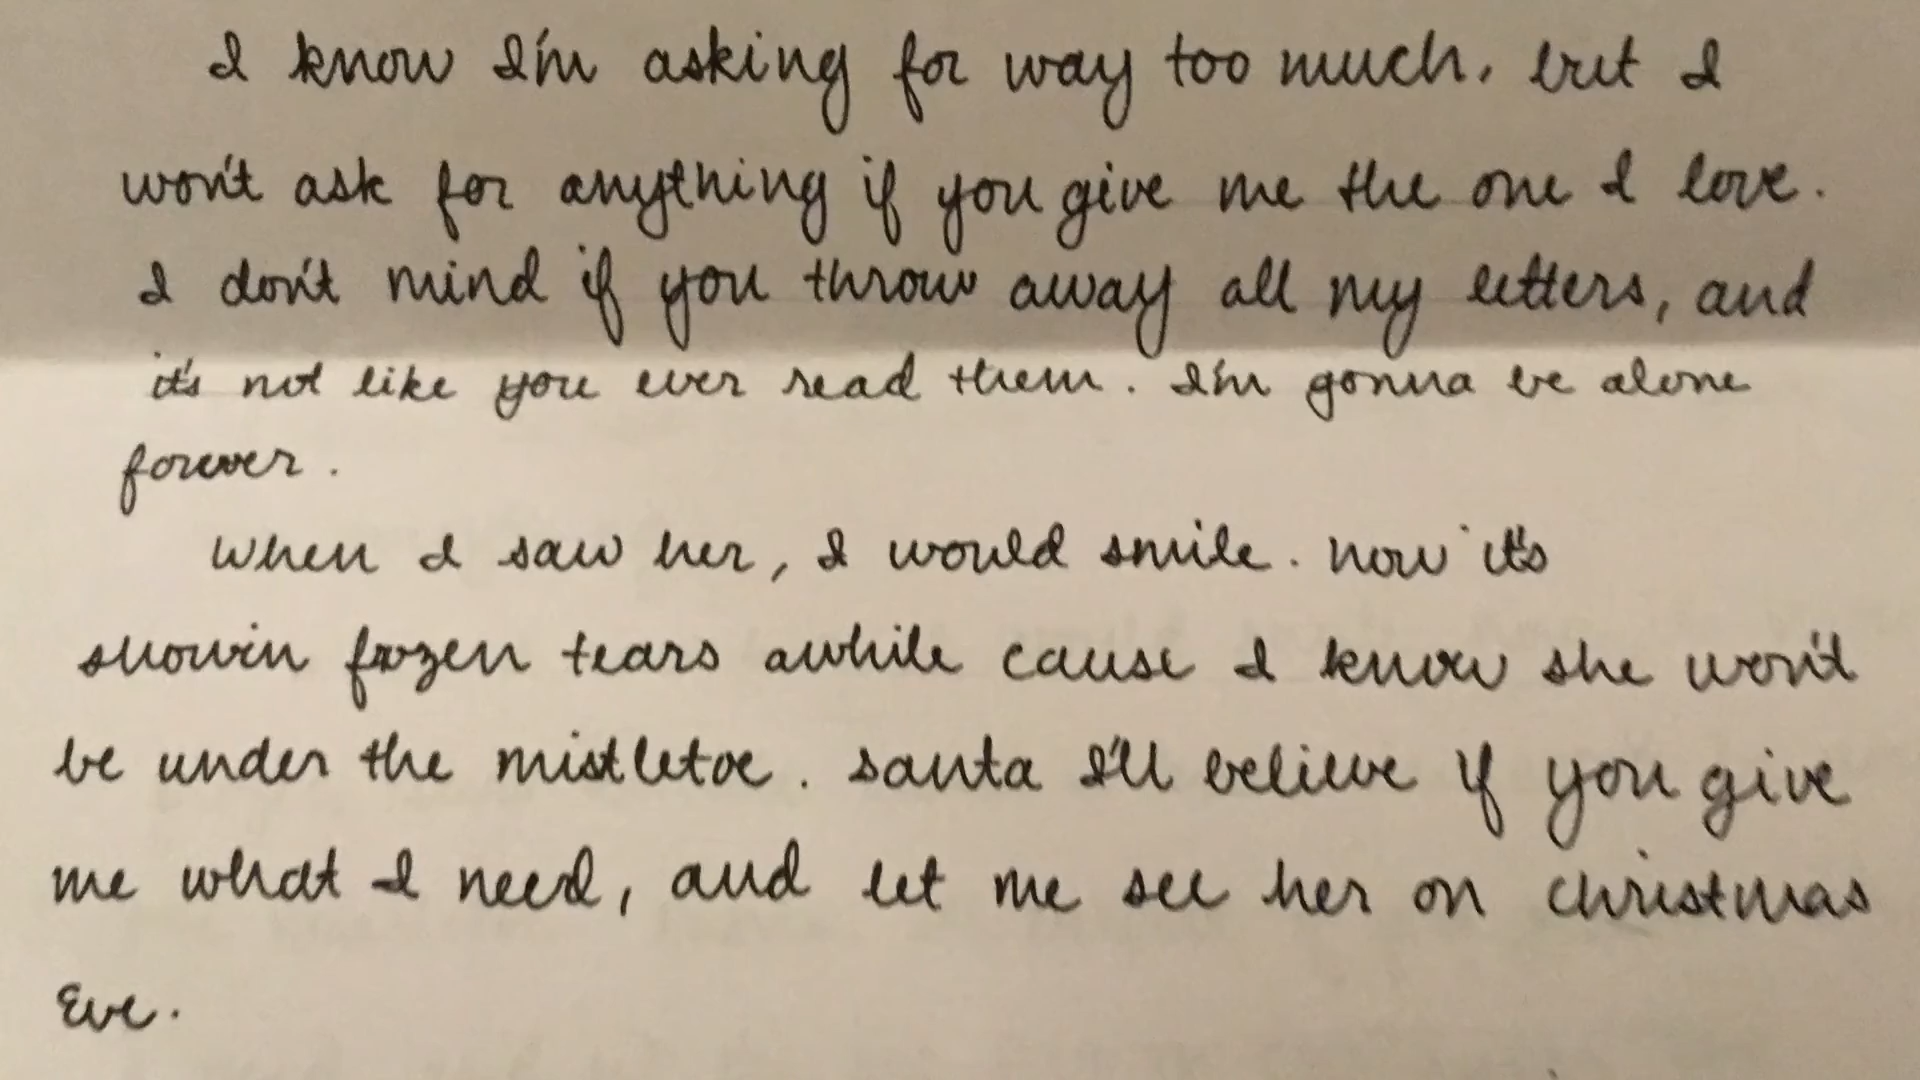 I know I'm asking for way too much. but I
won't ask for anything if you give me the one I love.
I don't mind if you throw away all my letters, and
it's not like you ever read them. I'm gonna be alone
forever.
When I saw her, I would smile. now it's
showin frozen tears awhile cause I know she won't
be under the mistletoe. santa I'll believe if you give
me what I need, and let me see her on christmas
Eve.